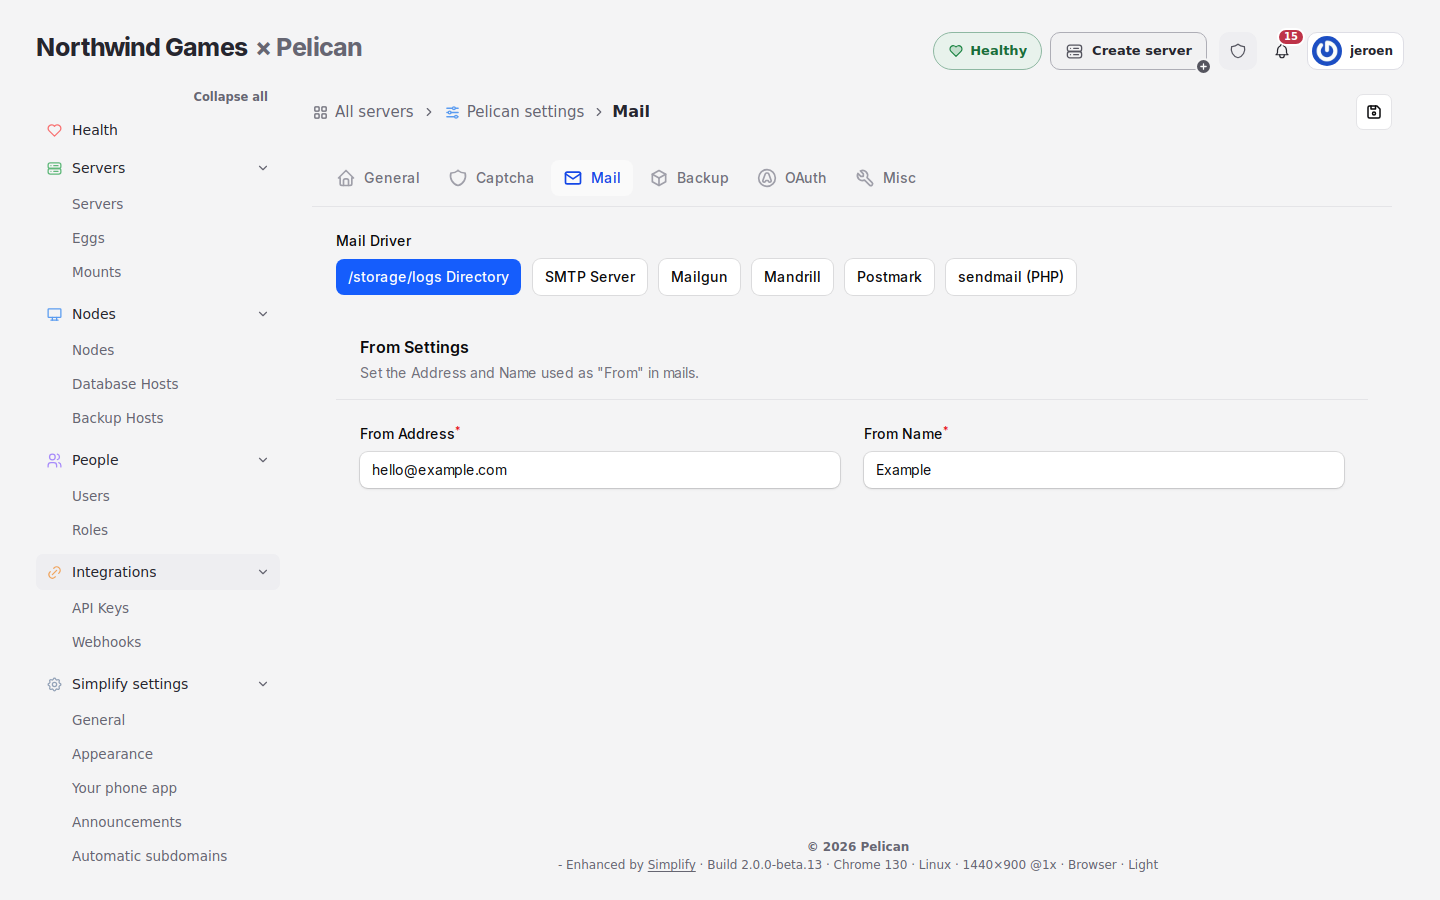 Northwind Games × Pelican
Healthy
Create server
15
jeroen
Collapse all
Health
Servers
Servers
Eggs
Mounts
Nodes
Nodes
Database Hosts
Backup Hosts
People
Users
Roles
Integrations
API Keys
Webhooks
Simplify settings
General
Appearance
Your phone app
Announcements
Automatic subdomains
All servers > Pelican settings > Mail
General
Captcha
Mail
Backup
OAuth
Misc
Mail Driver
/storage/logs Directory
SMTP Server
Mailgun
Mandrill
Postmark
sendmail (PHP)
From Settings
Set the Address and Name used as "From" in mails.
From Address*
From Name*
hello@example.com
Example
© 2026 Pelican
- Enhanced by Simplify · Build 2.0.0-beta.13 · Chrome 130 · Linux · 1440×900 @1x · Browser · Light